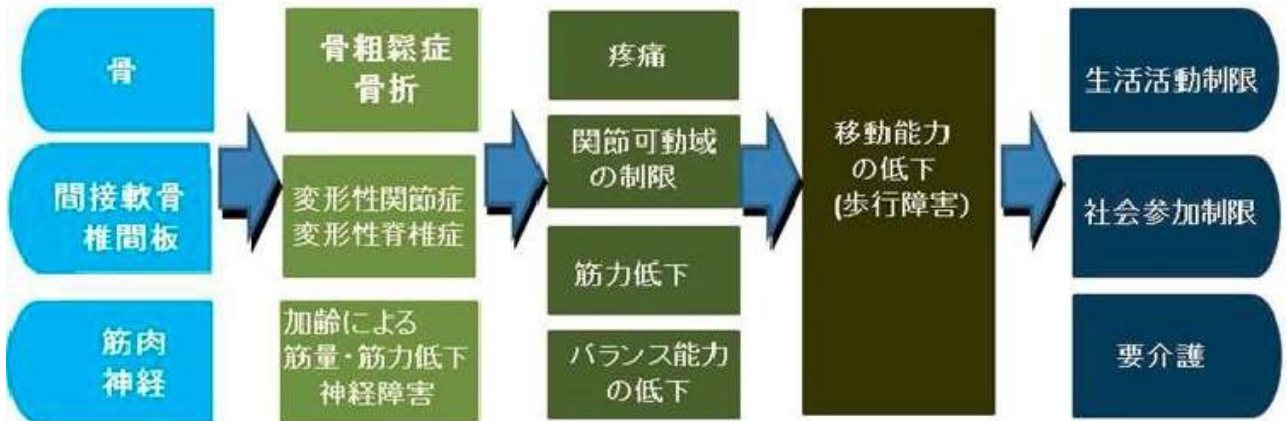 骨
間接軟骨
椎間板
筋肉
神経
骨粗鬆症
骨折
変形性関節症
変形性脊椎症
加齢による
筋量・筋力低下
神経障害
疼痛
関節可動域
の制限
筋力低下
バランス能力
の低下
移動能力
の低下
(歩行障害)
生活活動制限
社会参加制限
要介護